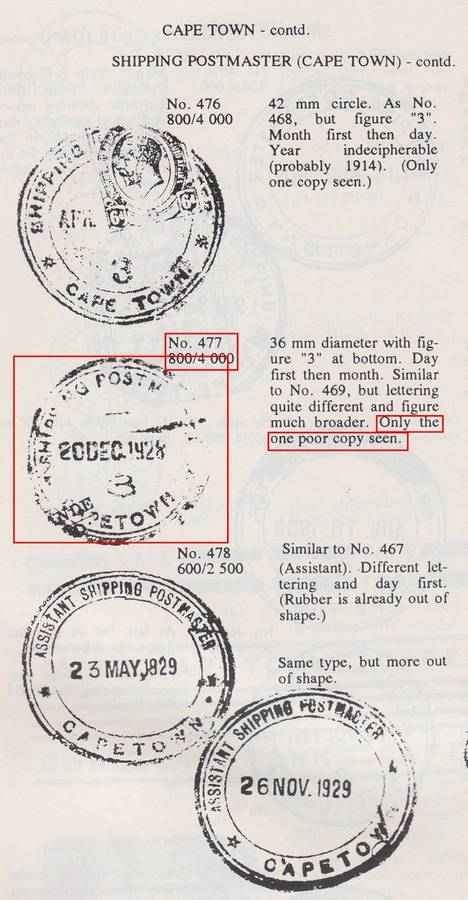 CAPE TOWN - contd.
SHIPPING POSTMASTER (CAPE TOWN) - contd.
No. 476
800/4 000
42 mm circle. As No.
468, but figure "3".
Month first then day.
Year indecipherable
(probably 1914). (Only
one copy seen.)
SHIPPING
APR.
3
CAPE TOWN
No. 477
800/4 000
36 mm diameter with fig-
ure "3" at bottom. Day
first then month. Similar
to No. 469, but lettering
quite different and figure
much broader. Only the
one poor copy seen.
20DEC.1928
3
No. 478
600/2 500
Similar to No. 467
(Assistant). Different let-
tering and day first.
(Rubber is already out of
shape.)
ASSISTANT SHIPPING POSTMASTER
23 MAY,1929
CAPETOWN
Same type, but more out
of shape.
ASSISTANT SHIPPING POSTMASTER
26NOV.1929
CAPETOWN